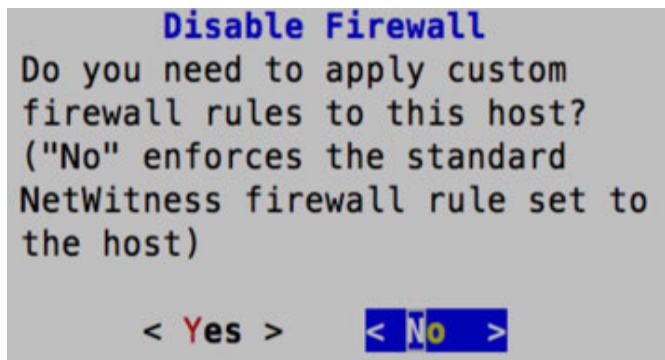 Disable Firewall
Do you need to apply custom
firewall rules to this host?
("No" enforces the standard
NetWitness firewall rule set to
the host)
< Yes > < No >